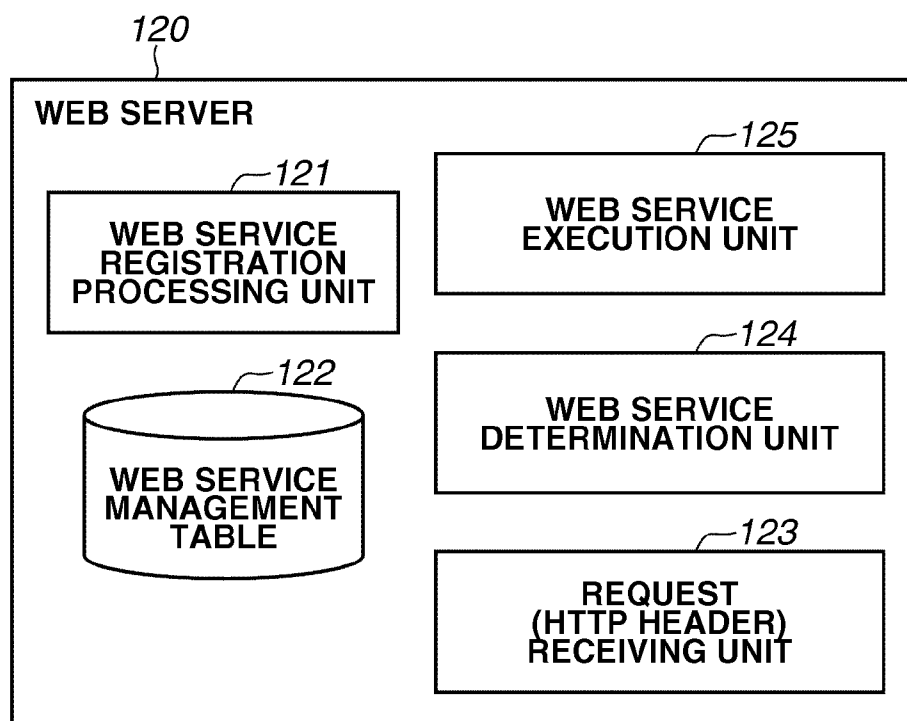 120
WEB SERVER
121
WEB SERVICE
REGISTRATION
PROCESSING UNIT
122
WEB SERVICE
MANAGEMENT
TABLE
125
WEB SERVICE
EXECUTION UNIT
124
WEB SERVICE
DETERMINATION UNIT
123
REQUEST
(HTTP HEADER)
RECEIVING UNIT